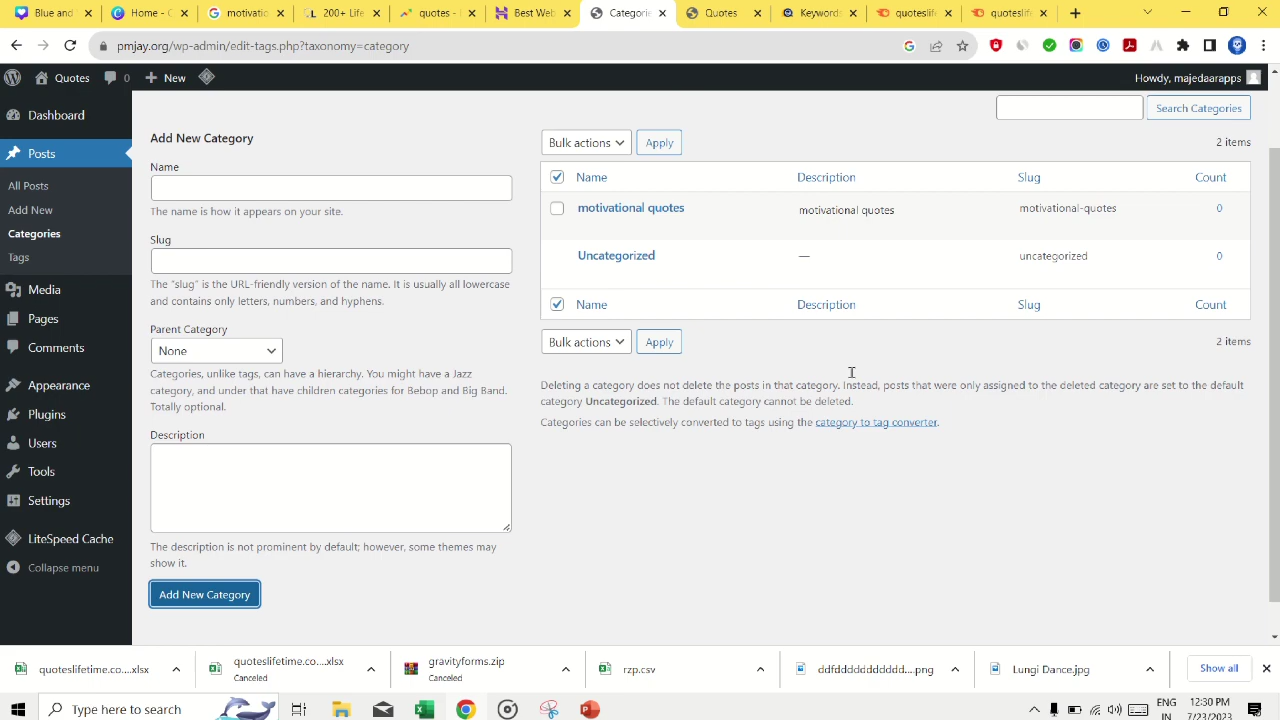 Blue and
Home - C
motivatio
200+ Life
quotes -
Best Web
Categorie
Quotes
Keywords
quoteslife
quoteslife
pmjay.org/wp-admin/edit-tags.php?taxonomy=category
Quotes
0
New
Howdy, majedaarapps
Dashboard
Posts
All Posts
Add New
Categories
Tags
Media
Pages
Comments
Appearance
Plugins
Users
Tools
Settings
LiteSpeed Cache
Collapse menu
Search Categories
Add New Category
Name
The name is how it appears on your site.
Slug
The "slug" is the URL-friendly version of the name. It is usually all lowercase
and contains only letters, numbers, and hyphens.
Parent Category
None
Categories, unlike tags, can have a hierarchy. You might have a Jazz
category, and under that have children categories for Bebop and Big Band.
Totally optional.
Description
The description is not prominent by default; however, some themes may
show it.
Add New Category
Bulk actions Apply 2 items
Name Description Slug Count
motivational quotes motivational quotes motivational-quotes 0
Uncategorized — uncategorized 0
Name Description Slug Count
Bulk actions Apply 2 items
Deleting a category does not delete the posts in that category. Instead, posts that were only assigned to the deleted category are set to the default
category Uncategorized. The default category cannot be deleted.
Categories can be selectively converted to tags using the category to tag converter.
quoteslifetime.co....xlsx
quoteslifetime.co....xlsx
Canceled
gravityforms.zip
Canceled
rzp.csv
ddfddddddddddd....png
Lungi Dance.jpg
Show all
Type here to search
ENG
IN
12:30 PM
7/23/2023